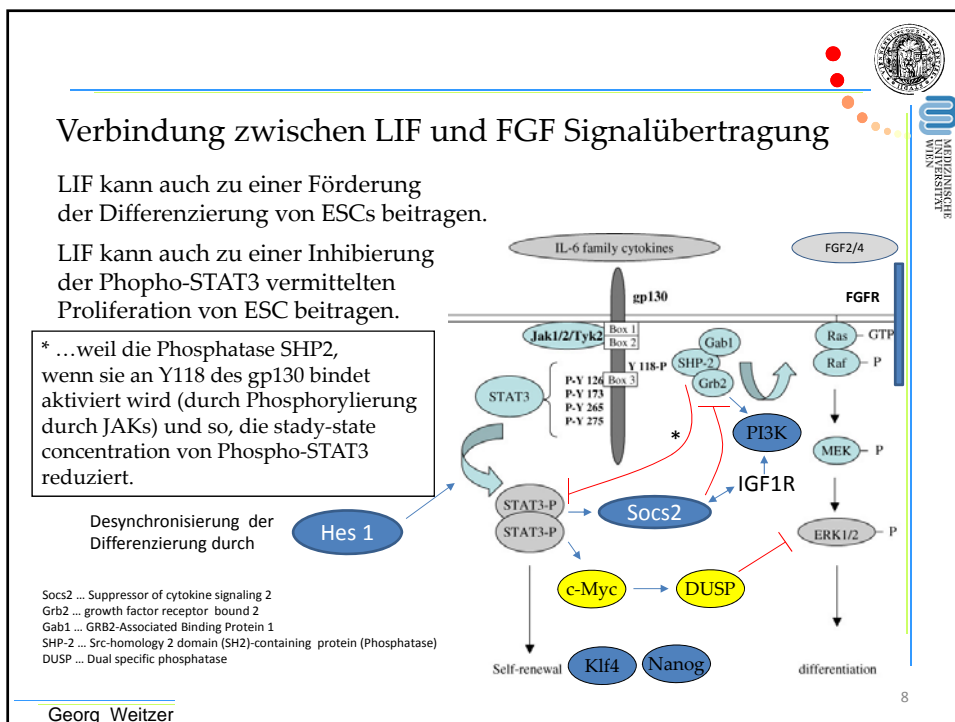 MEDIZINISCHE
UNIVERSITÄT
WIEN
Verbindung zwischen LIF und FGF Signalübertragung
LIF kann auch zu einer Förderung
der Differenzierung von ESCs beitragen.
LIF kann auch zu einer Inhibierung
der Phopho-STAT3 vermittelten
Proliferation von ESC beitragen.
* …weil die Phosphatase SHP2,
wenn sie an Y118 des gp130 bindet
aktiviert wird (durch Phosphorylierung
durch JAKs) und so, die stady-state
concentration von Phospho-STAT3
reduziert.
Desynchronisierung der
Differenzierung durch
Hes 1
IL-6 family cytokines
FGF2/4
gp130
FGFR
Jak1/2/Tyk2
Box 1
Box 2
Box 3
Y 118-P
P-Y 126
P-Y 173
P-Y 265
P-Y 275
STAT3
Gab1
SHP-2
Grb2
Ras
GTP
Raf
P
*
PI3K
MEK
P
IGF1R
STAT3-P
STAT3-P
Socs2
ERK1/2
P
c-Myc
DUSP
Self-renewal
Klf4
Nanog
differentiation
Socs2 … Suppressor of cytokine signaling 2
Grb2 … growth factor receptor bound 2
Gab1 … GRB2-Associated Binding Protein 1
SHP-2 … Src-homology 2 domain (SH2)-containing protein (Phosphatase)
DUSP … Dual specific phosphatase
8
Georg Weitzer